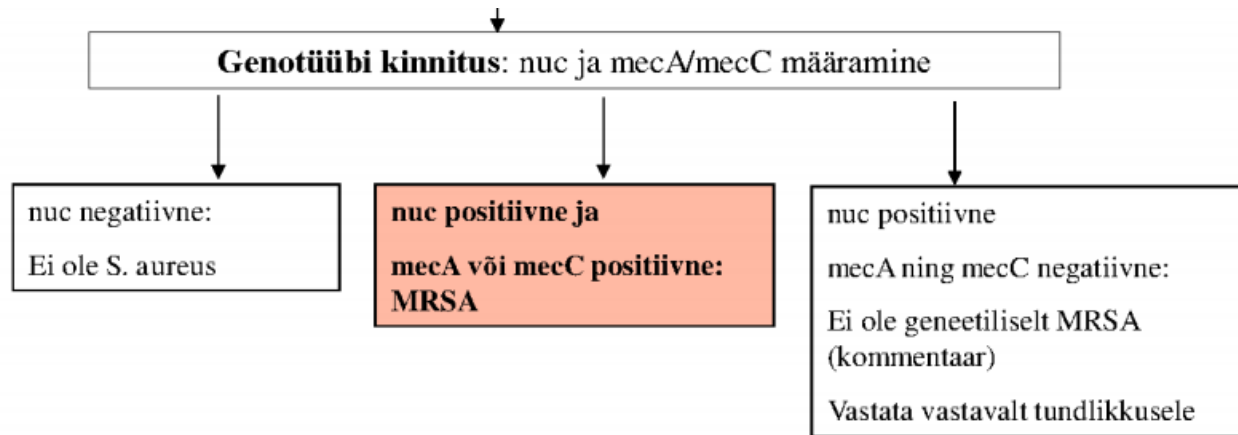 Genotüübi kinnitus: nuc ja mecA/mecC määramine
nuc negatiivne:
Ei ole S. aureus
nuc positiivne ja
mecA või mecC positiivne:
MRSA
nuc positiivne
mecA ning mecC negatiivne:
Ei ole geneetiliselt MRSA
(kommentaar)
Vastata vastavalt tundlikkusele